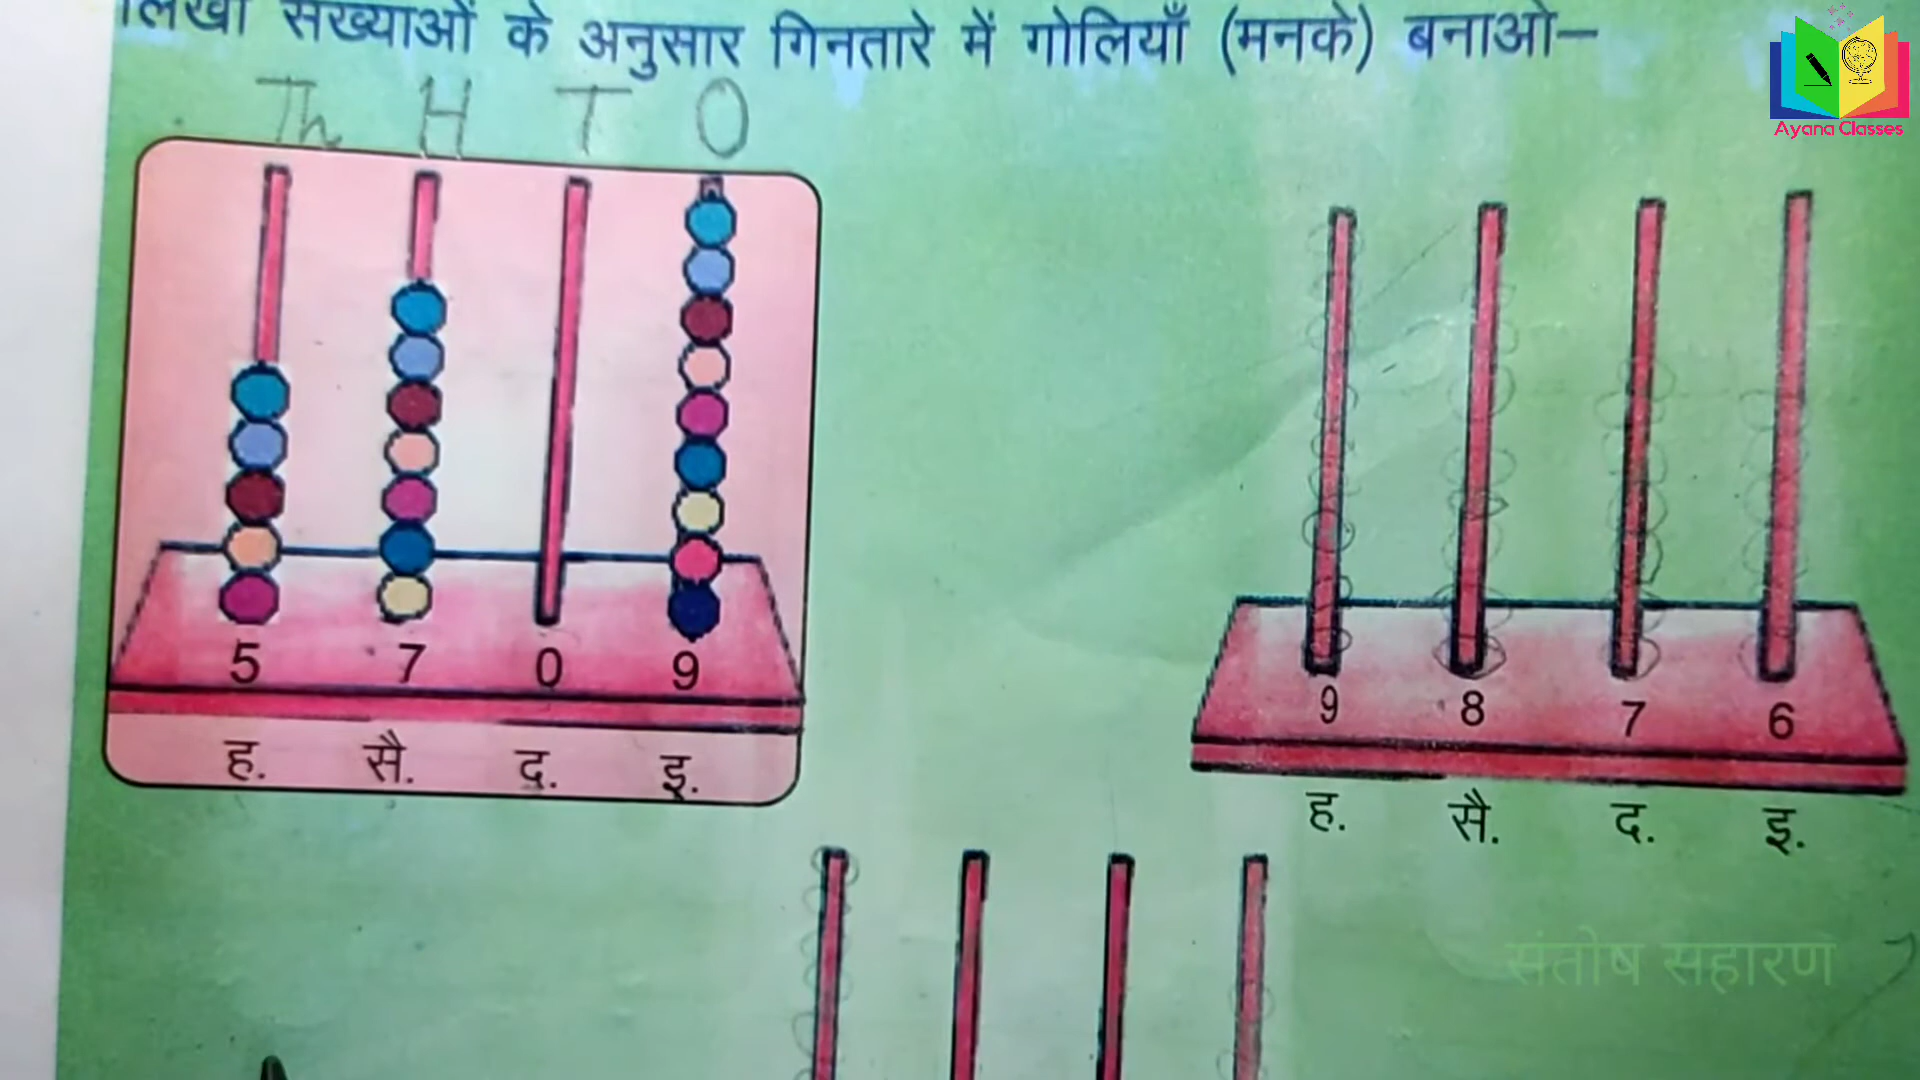 लिखी संख्याओं के अनुसार गिनतारे में गोलियाँ (मनके) बनाओ—
Th H T O
Ayana Classes
5 7 0 9
ह. सै. द. इ.
9 8 7 6
ह. सै. द. इ.
संतोष सहारण